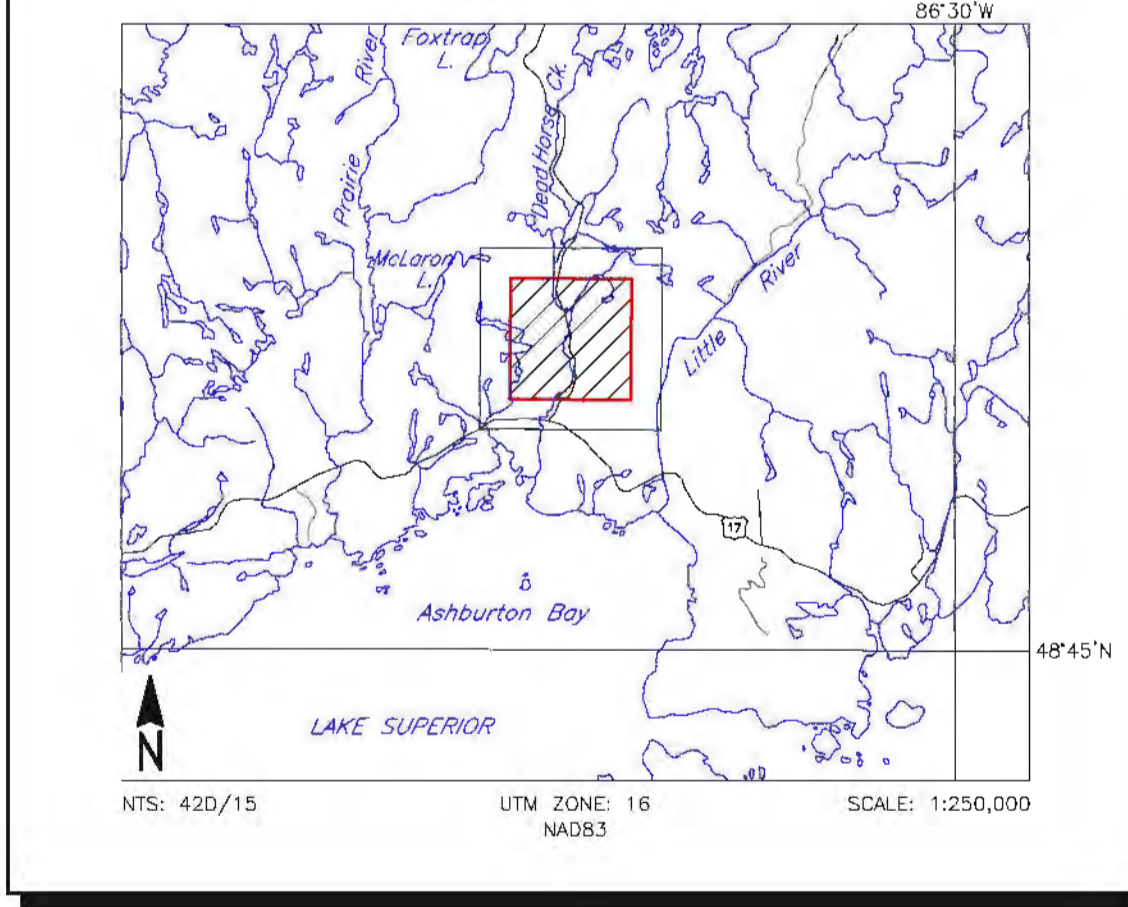 86°30'W
Foxtrap
L.
River
Prairie
Dead Horse Ck.
McLaron
L.
River
Little
17
Ashburton Bay
48°45'N
LAKE SUPERIOR
N
NTS: 42D/15
UTM ZONE: 16
SCALE: 1:250,000
NAD83